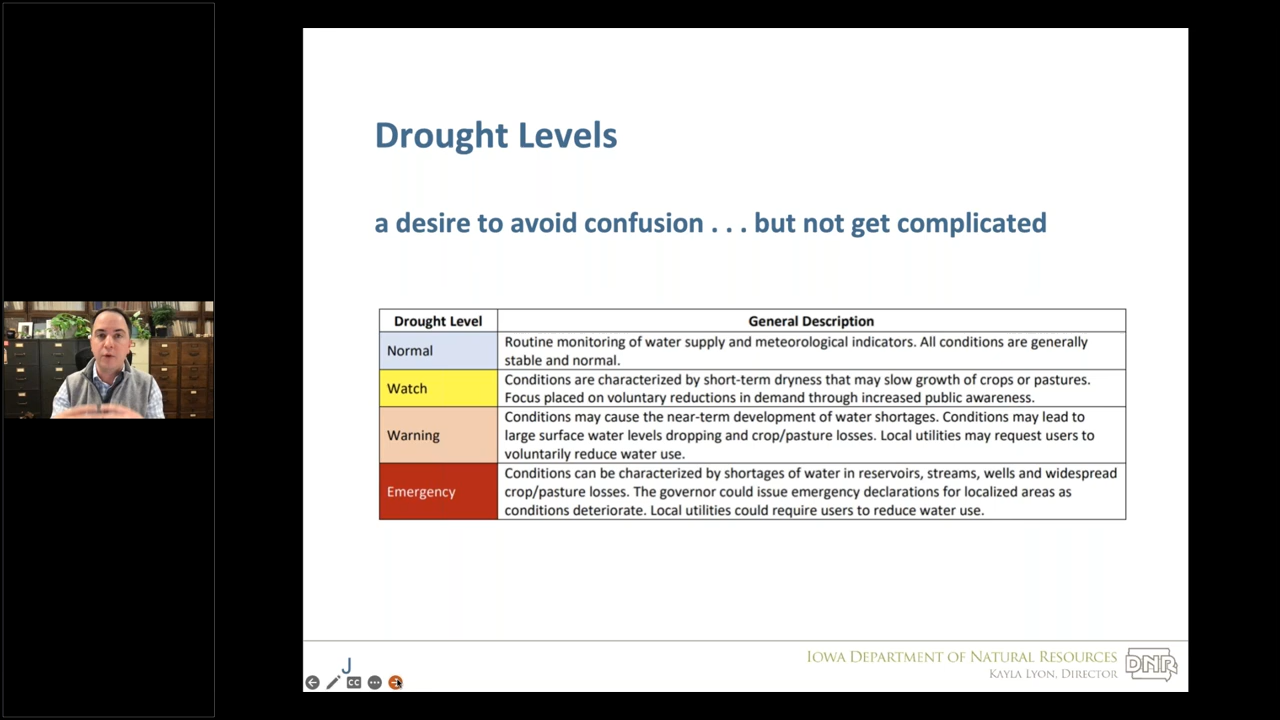 Drought Levels
a desire to avoid confusion . . . but not get complicated
Drought Level
General Description
Normal
Routine monitoring of water supply and meteorological indicators. All conditions are generally
stable and normal.
Watch
Conditions are characterized by short-term dryness that may slow growth of crops or pastures.
Focus placed on voluntary reductions in demand through increased public awareness.
Warning
Conditions may cause the near-term development of water shortages. Conditions may lead to
large surface water levels dropping and crop/pasture losses. Local utilities may request users to
voluntarily reduce water use.
Emergency
Conditions can be characterized by shortages of water in reservoirs, streams, wells and widespread
crop/pasture losses. The governor could issue emergency declarations for localized areas as
conditions deteriorate. Local utilities could require users to reduce water use.
IOWA DEPARTMENT OF NATURAL RESOURCES
KAYLA LYON, DIRECTOR
DNR
J
CC